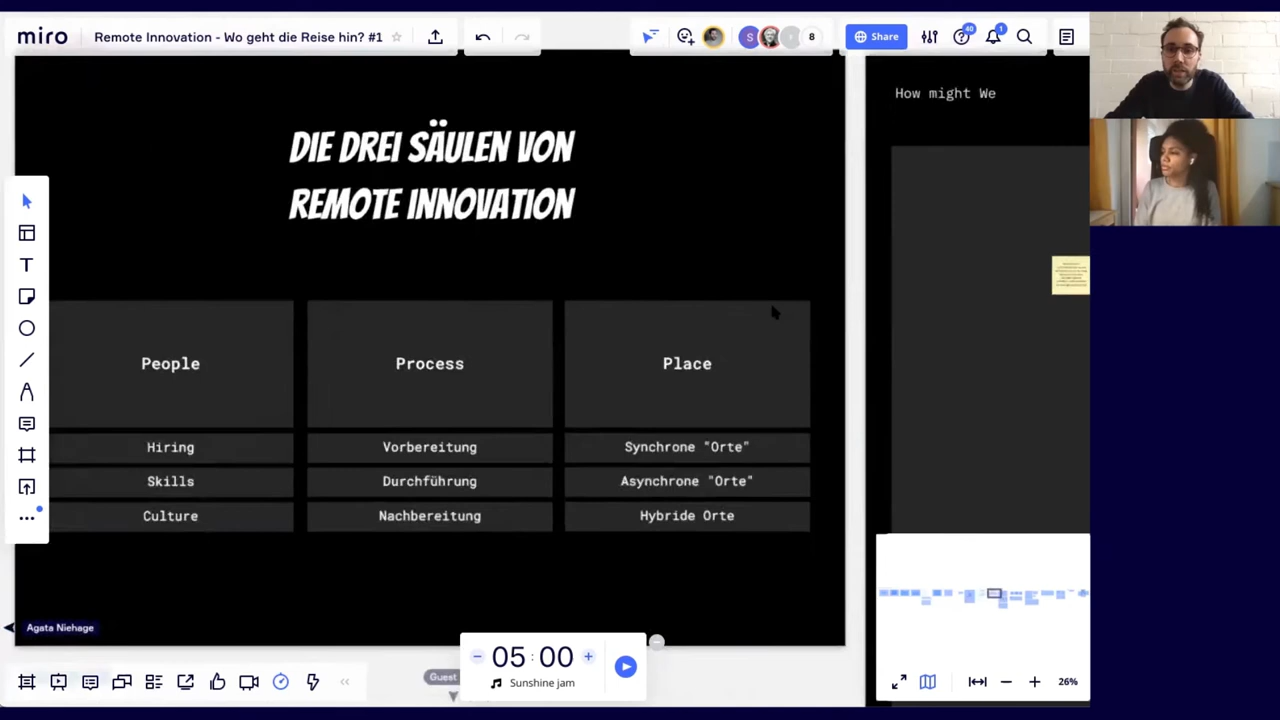 miro
Remote Innovation - Wo geht die Reise hin? #1
S
8
Share
40
1
DIE DREI SÄULEN VON
REMOTE INNOVATION
How might We
People
Process
Place
Hiring
Vorbereitung
Synchrone "Orte"
Skills
Durchführung
Asynchrone "Orte"
Culture
Nachbereitung
Hybride Orte
Agata Niehage
Guest
05:00
Sunshine jam
26%